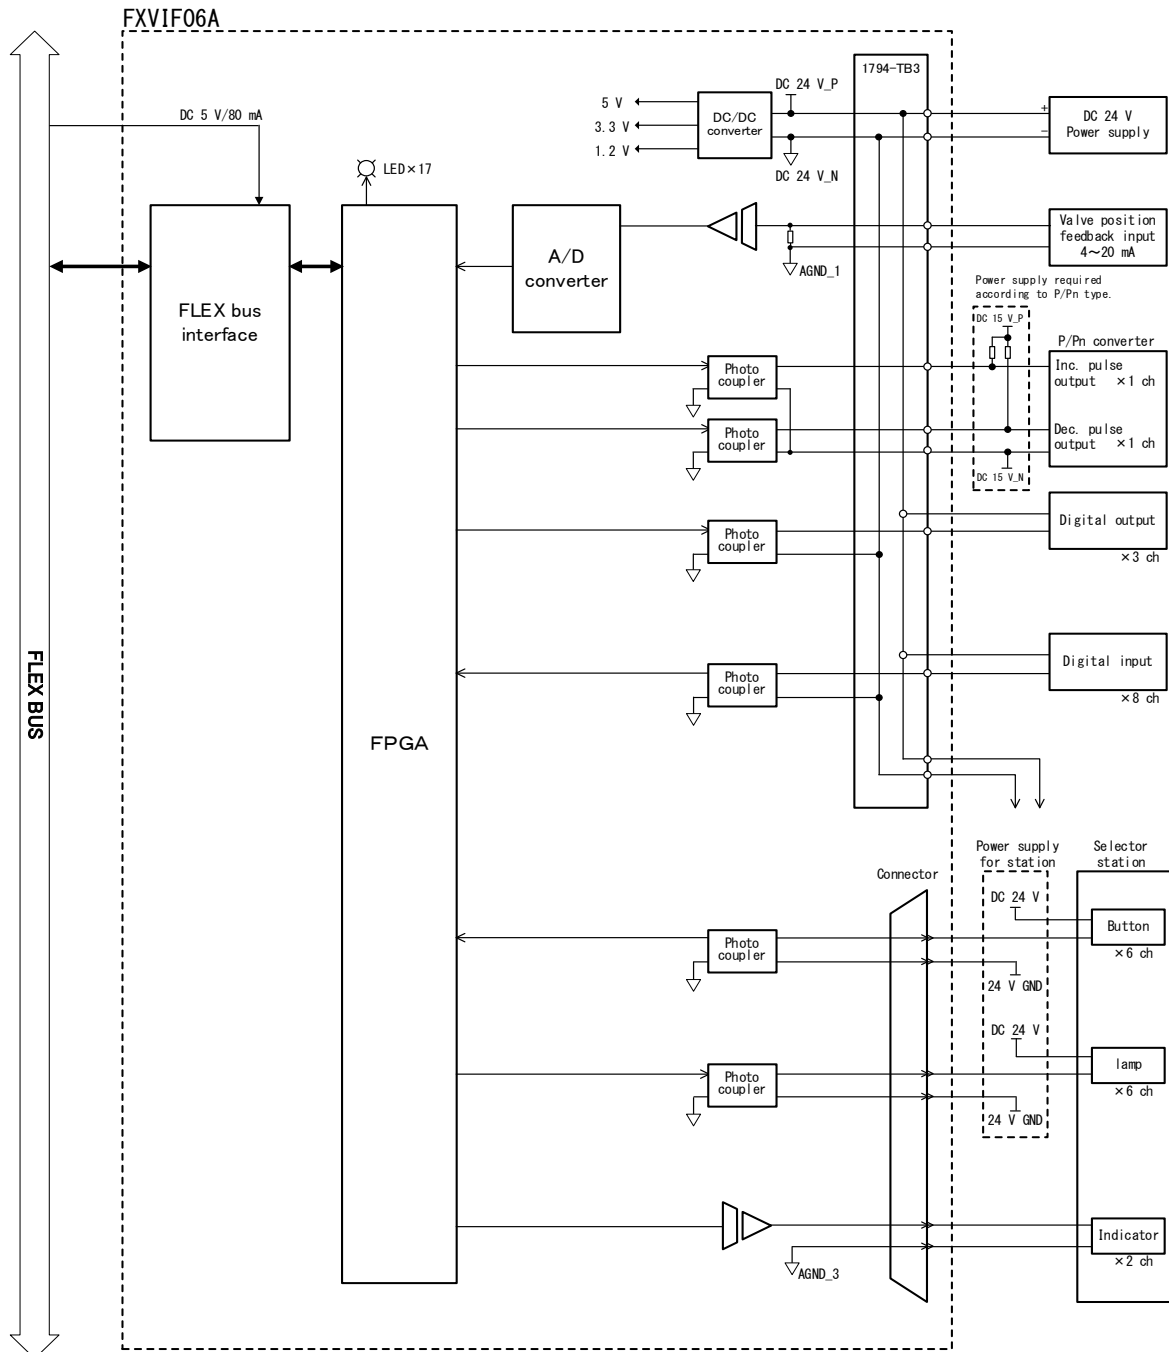 FXVIF06A
1794-TB3
DC 24 V_P
5 V
3.3 V
1.2 V
DC/DC
converter
DC 24 V
Power supply
+
−
DC 5 V/80 mA
DC 24 V_N
LED×17
A/D
converter
Valve position
feedback input
4～20 mA
AGND_1
FLEX bus
interface
Power supply required
according to P/Pn type.
DC 15 V_P
P/Pn converter
Photo
coupler
Inc. pulse
output ×1 ch
Photo
coupler
Dec. pulse
output ×1 ch
DC 15 V_N
Photo
coupler
Digital output
×3 ch
FLEX BUS
Photo
coupler
Digital input
×8 ch
FPGA
Power supply
for station
Selector
station
Connector
DC 24 V
Button
×6 ch
Photo
coupler
24 V GND
DC 24 V
lamp
×6 ch
Photo
coupler
24 V GND
Indicator
×2 ch
AGND_3